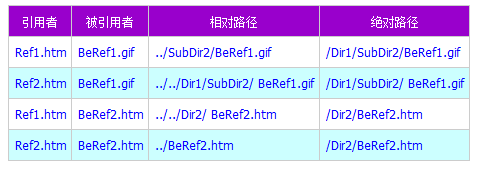 引用者 被引用者 相对路径 绝对路径
Ref1.htm BeRef1.gif ../SubDir2/BeRef1.gif /Dir1/SubDir2/BeRef1.gif
Ref2.htm BeRef1.gif ../../Dir1/SubDir2/ BeRef1.gif /Dir1/SubDir2/ BeRef1.gif
Ref1.htm BeRef2.htm ../../Dir2/ BeRef2.htm /Dir2/BeRef2.htm
Ref2.htm BeRef2.htm ../BeRef2.htm /Dir2/BeRef2.htm